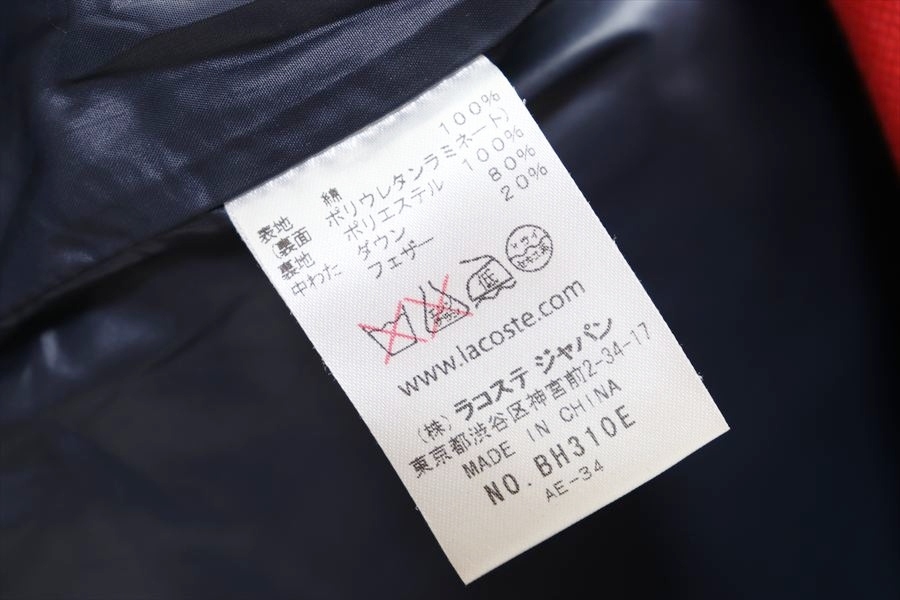 表地 綿 100%
(裏面 ポリウレタンラミネート)
裏地 ポリエステル 100%
中わた ダウン 80%
フェザー 20%
低
www.lacoste.com
(株) ラコステ ジャパン
東京都渋谷区神宮前2-34-17
MADE IN CHINA
NO. BH310E
AE-34